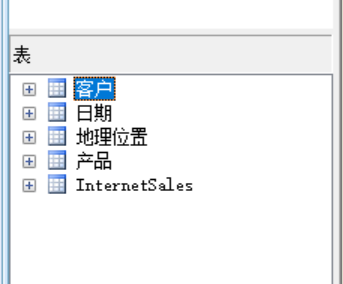 表
客户
日期
地理位置
产品
InternetSales